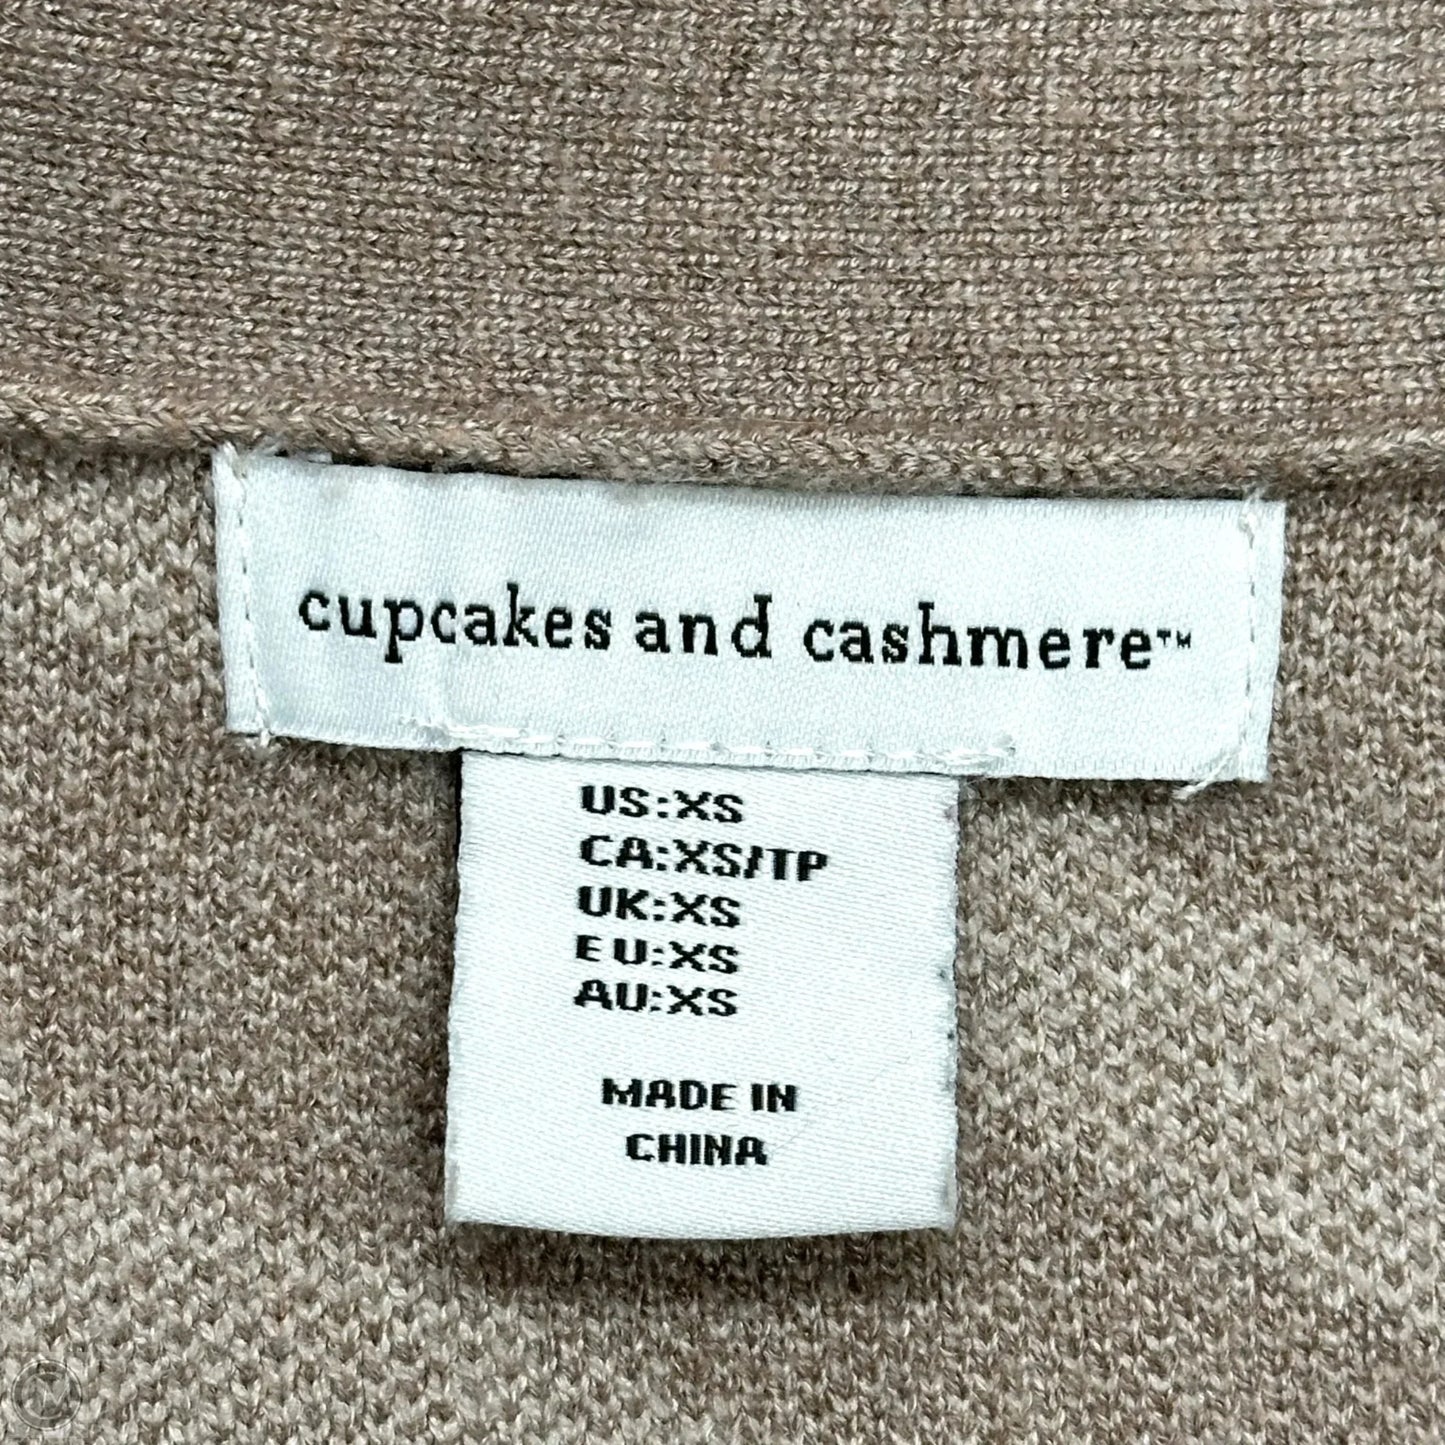 cupcakes and cashmere™
US:XS
CA:XS/TP
UK:XS
EU:XS
AU:XS
MADE IN
CHINA